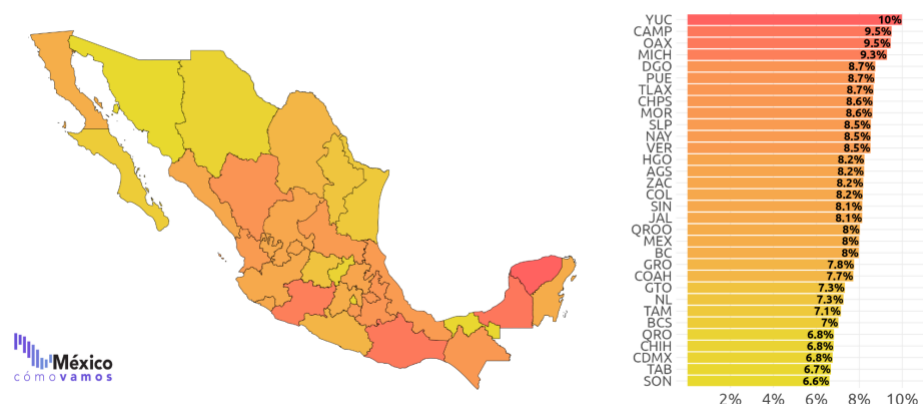 YUC 10%
CAMP 9.5%
OAX 9.5%
MICH 9.3%
DGO 8.7%
PUE 8.7%
TLAX 8.7%
CHPS 8.6%
MOR 8.6%
SLP 8.5%
NAY 8.5%
VER 8.5%
HGO 8.2%
AGS 8.2%
ZAC 8.2%
COL 8.2%
SIN 8.1%
JAL 8.1%
QROO 8%
MEX 8%
BC 8%
GRO 7.8%
COAH 7.7%
GTO 7.3%
NL 7.3%
TAM 7.1%
BCS 7%
QRO 6.8%
CHIH 6.8%
CDMX 6.8%
TAB 6.7%
SON 6.6%
2% 4% 6% 8% 10%
México
cómovamos